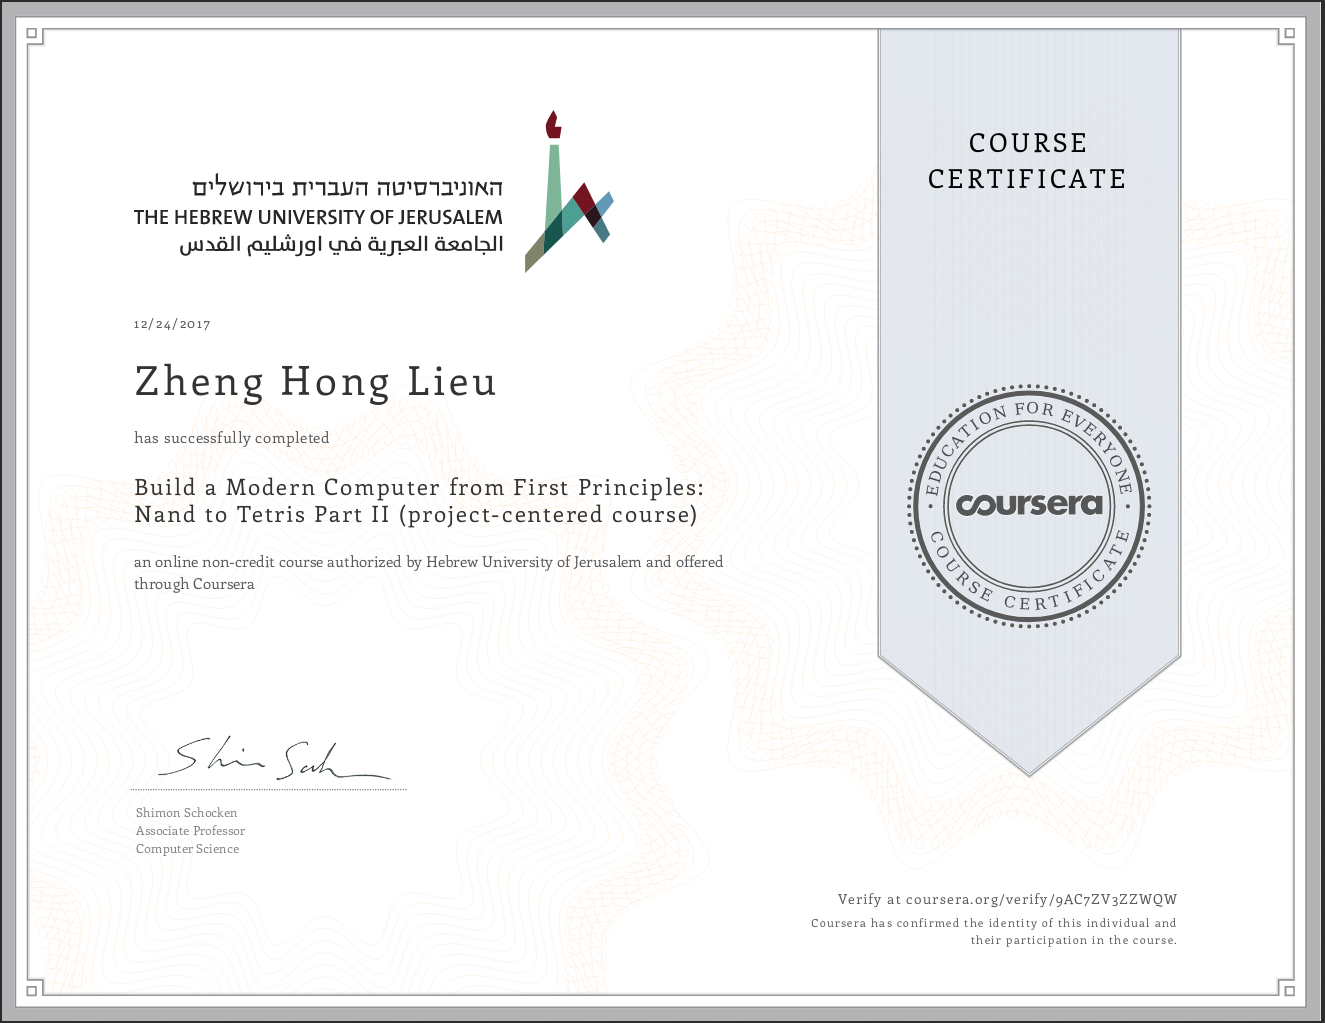 האוניברסיטה העברית בירושלים
THE HEBREW UNIVERSITY OF JERUSALEM
الجامعة العبرية في اورشليم القدس
12/24/2017
Zheng Hong Lieu
has successfully completed
Build a Modern Computer from First Principles:
Nand to Tetris Part II (project-centered course)
an online non-credit course authorized by Hebrew University of Jerusalem and offered
through Coursera
Shimon Schocken
Associate Professor
Computer Science
COURSE
CERTIFICATE
EDUCATION FOR EVERYONE
coursera
COURSE CERTIFICATE
Verify at coursera.org/verify/9AC7ZV3ZZWQW
Coursera has confirmed the identity of this individual and
their participation in the course.